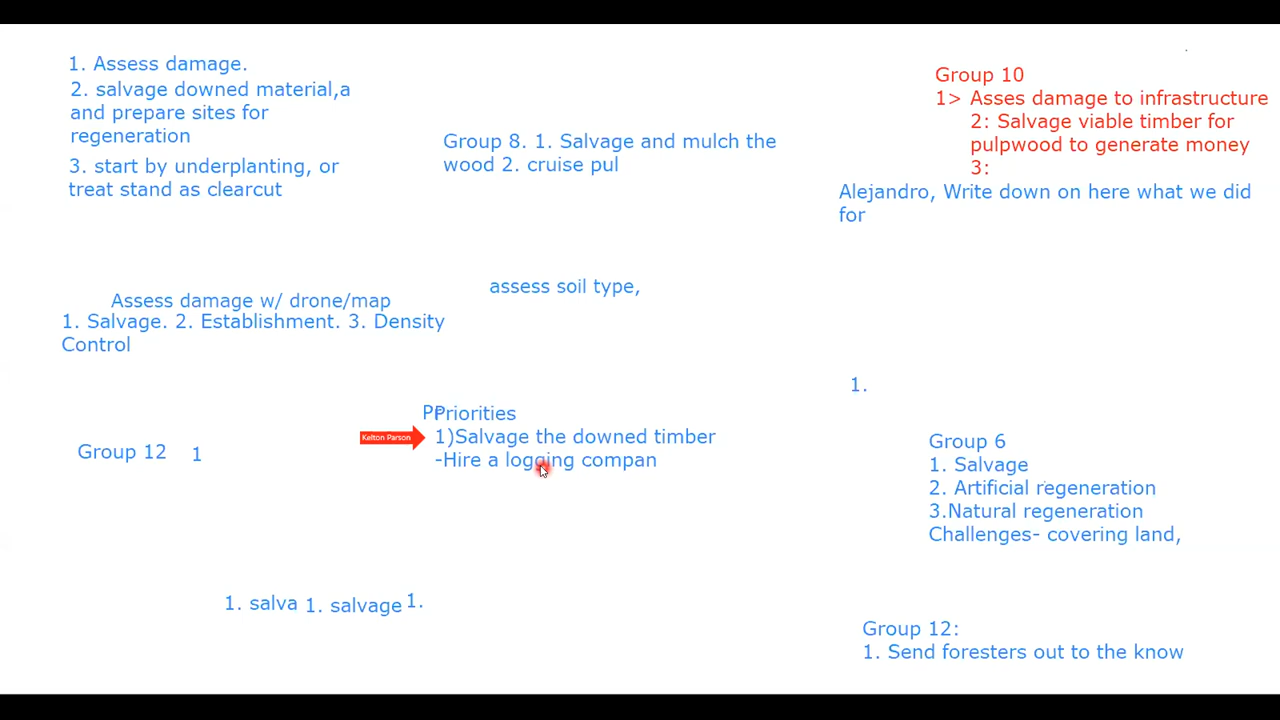 1. Assess damage.
2. salvage downed material,a
and prepare sites for
regeneration
3. start by underplanting, or
treat stand as clearcut
Group 8. 1. Salvage and mulch the
wood 2. cruise pul
Group 10
1> Asses damage to infrastructure
2: Salvage viable timber for
pulpwood to generate money
3:
Alejandro, Write down on here what we did
for
assess soil type,
Assess damage w/ drone/map
1. Salvage. 2. Establishment. 3. Density
Control
1.
Pr
Priorities
Kelton Parson
1)Salvage the downed timber
-Hire a logging compan
Group 12 1
Group 6
1. Salvage
2. Artificial regeneration
3.Natural regeneration
Challenges- covering land,
1. salva
1. salvage
1.
Group 12:
1. Send foresters out to the know